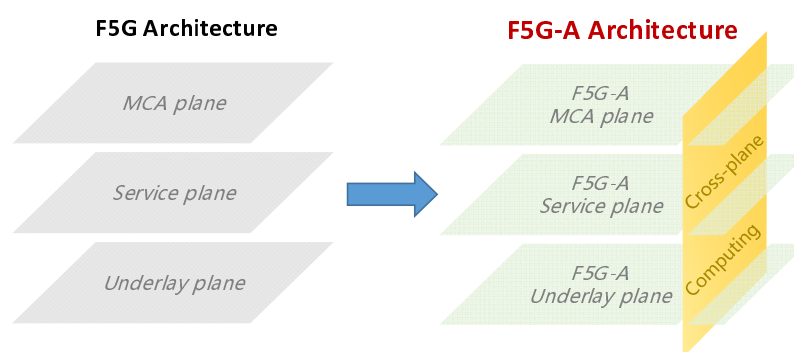 F5G Architecture
MCA plane
Service plane
Underlay plane
F5G-A Architecture
F5G-A
MCA plane
F5G-A
Service plane
F5G-A
Underlay plane
Cross-plane
Computing